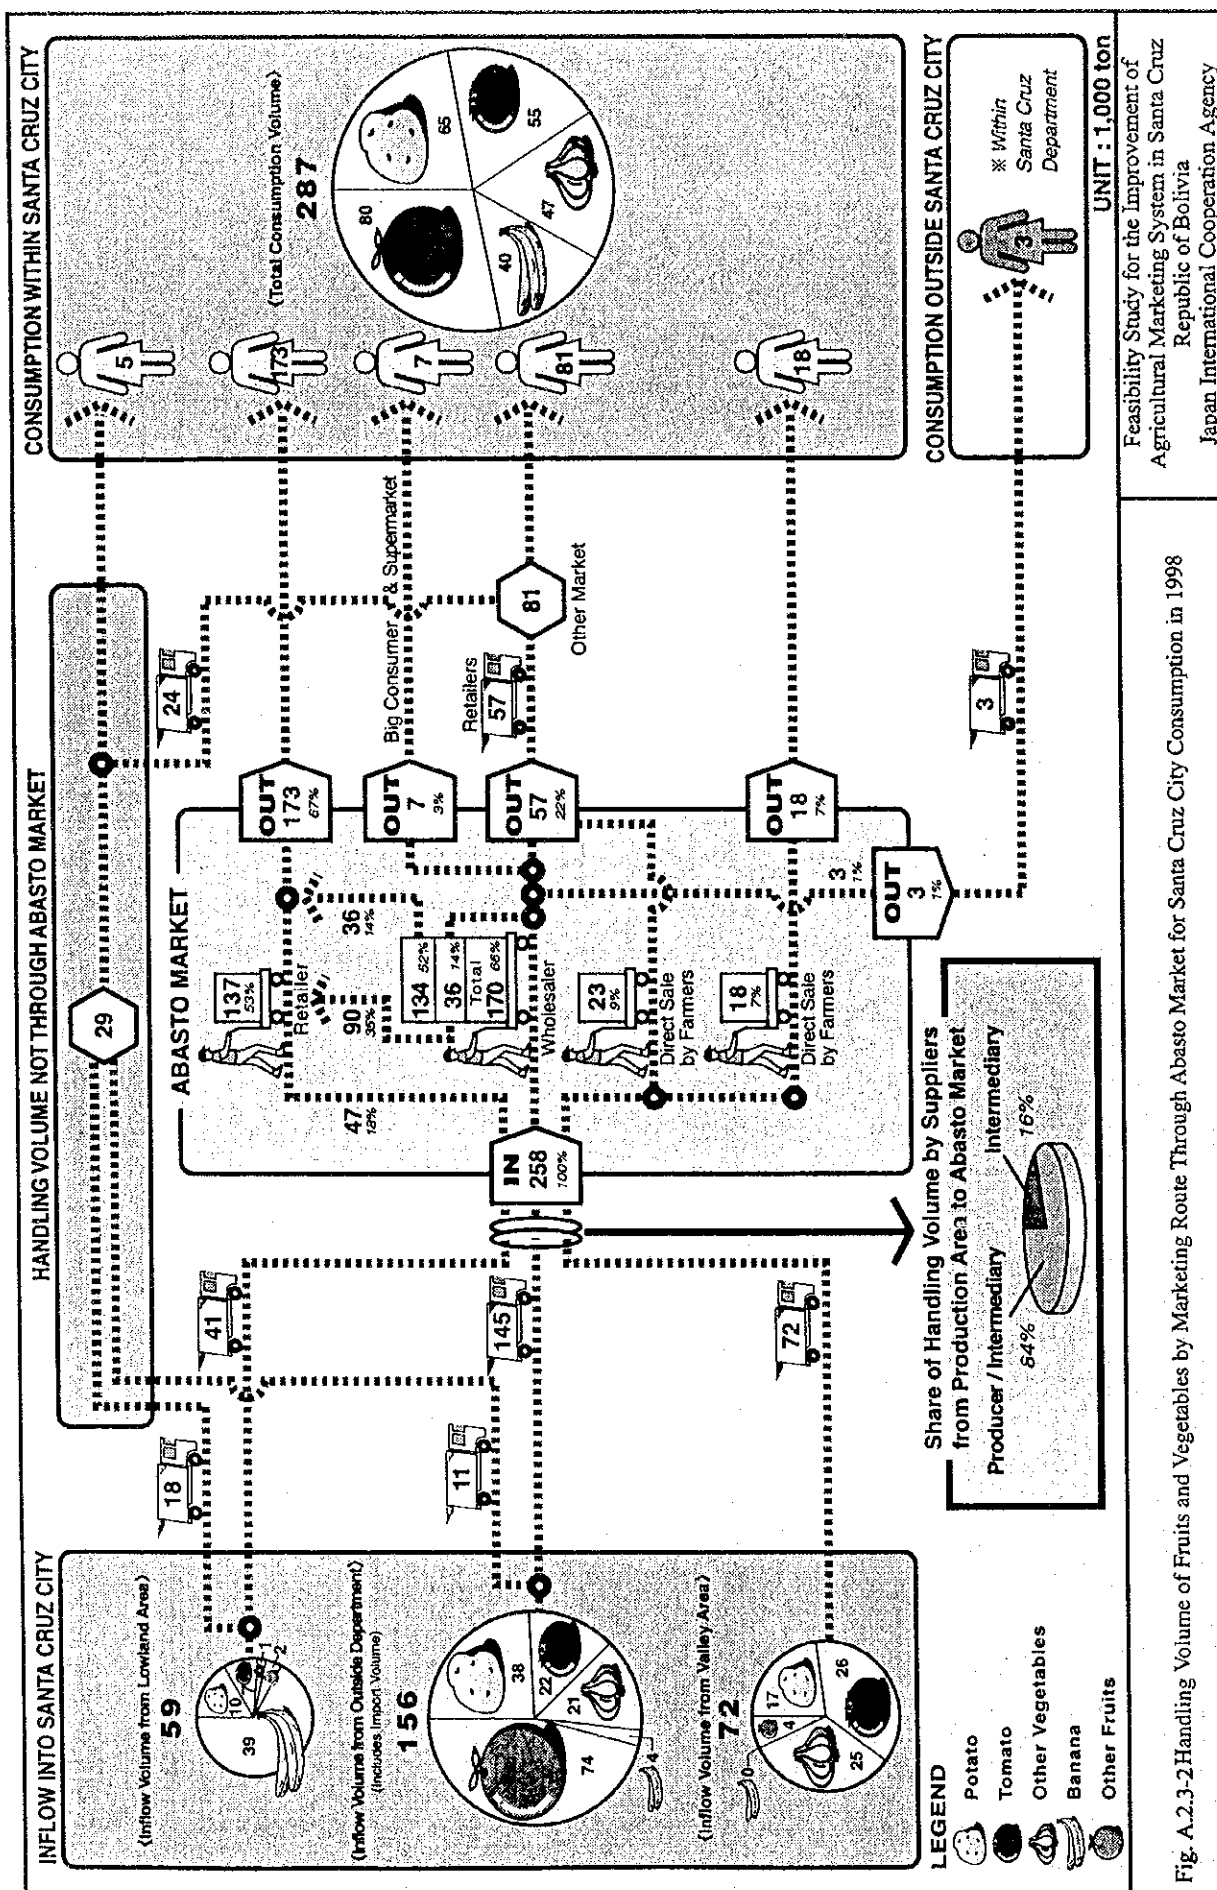 INFLOW INTO SANTA CRUZ CITY
(Inflow Volume from Lowland Area)
59
10
1
2
39
(Inflow Volume from Outside Department)
(Includes Import Volume)
156
38
22
21
74
4
(Inflow Volume from Valley Area)
72
0
17
4
26
25
LEGEND
Potato
Tomato
Other Vegetables
Banana
Other Fruits
18
11
41
145
72
HANDLING VOLUME NOT THROUGH ABASTO MARKET
29
24
ABASTO MARKET
IN
258
100%
47
18%
137
53%
Retailer
90
35%
36
14%
134 52%
36 14%
Total
170 66%
Wholesaler
23
9%
Direct Sale
by Farmers
18
7%
Direct Sale
by Farmers
OUT
173
67%
OUT
7
3%
OUT
57
22%
OUT
18
7%
3
1%
OUT
3
1%
Big Consumer & Supermarket
Retailers
57
81
Other Market
3
Share of Handling Volume by Suppliers
from Production Area to Abasto Market
Producer / Intermediary
Intermediary
84%
16%
CONSUMPTION WITHIN SANTA CRUZ CITY
5
173
7
81
18
(Total Consumption Volume)
287
80
65
55
47
40
CONSUMPTION OUTSIDE SANTA CRUZ CITY
3
※ Within
Santa Cruz
Department
UNIT : 1,000 ton
Fig. A.2.3-2Handling Volume of Fruits and Vegetables by Marketing Route Through Abasto Market for Santa Cruz City Consumption in 1998
Feasibility Study for the Improvement of
Agricultural Marketing System in Santa Cruz
Republic of Bolivia
Japan International Cooperation Agency